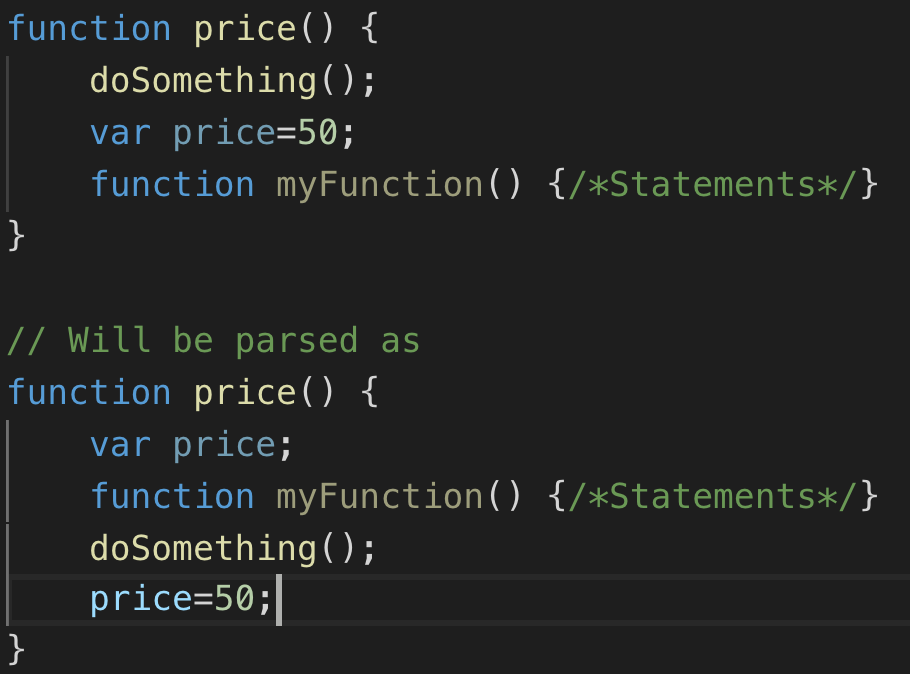 function price() {
    doSomething();
    var price=50;
    function myFunction() {/*Statements*/}
}
// Will be parsed as
function price() {
    var price;
    function myFunction() {/*Statements*/}
    doSomething();
    price=50;
}